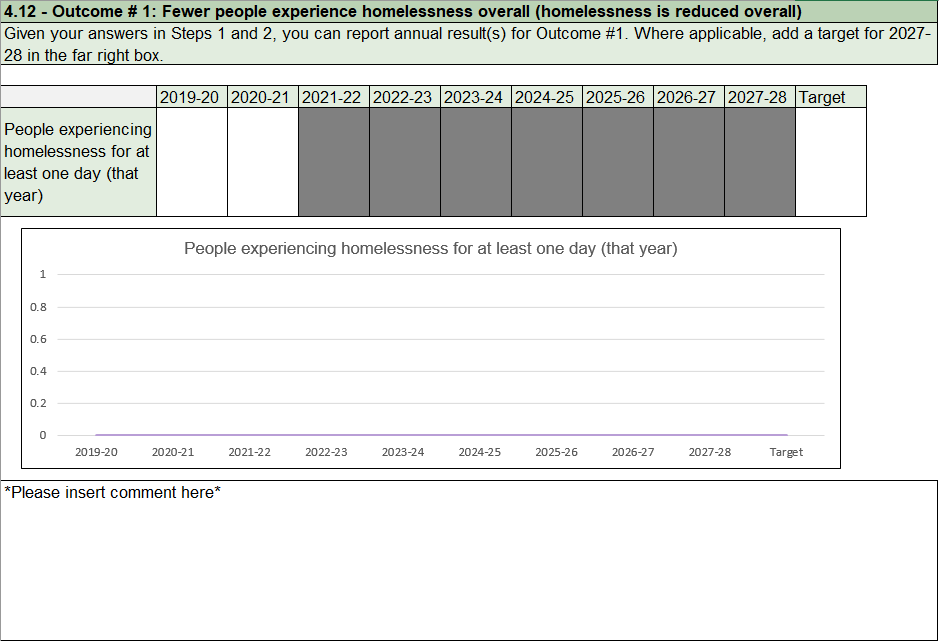 4.12 - Outcome # 1: Fewer people experience homelessness overall (homelessness is reduced overall)
Given your answers in Steps 1 and 2, you can report annual result(s) for Outcome #1. Where applicable, add a target for 2027-
28 in the far right box.
2019-20 2020-21 2021-22 2022-23 2023-24 2024-25 2025-26 2026-27 2027-28 Target
People experiencing
homelessness for at
least one day (that
year)
People experiencing homelessness for at least one day (that year)
1
0.8
0.6
0.4
0.2
0
2019-20 2020-21 2021-22 2022-23 2023-24 2024-25 2025-26 2026-27 2027-28 Target
*Please insert comment here*